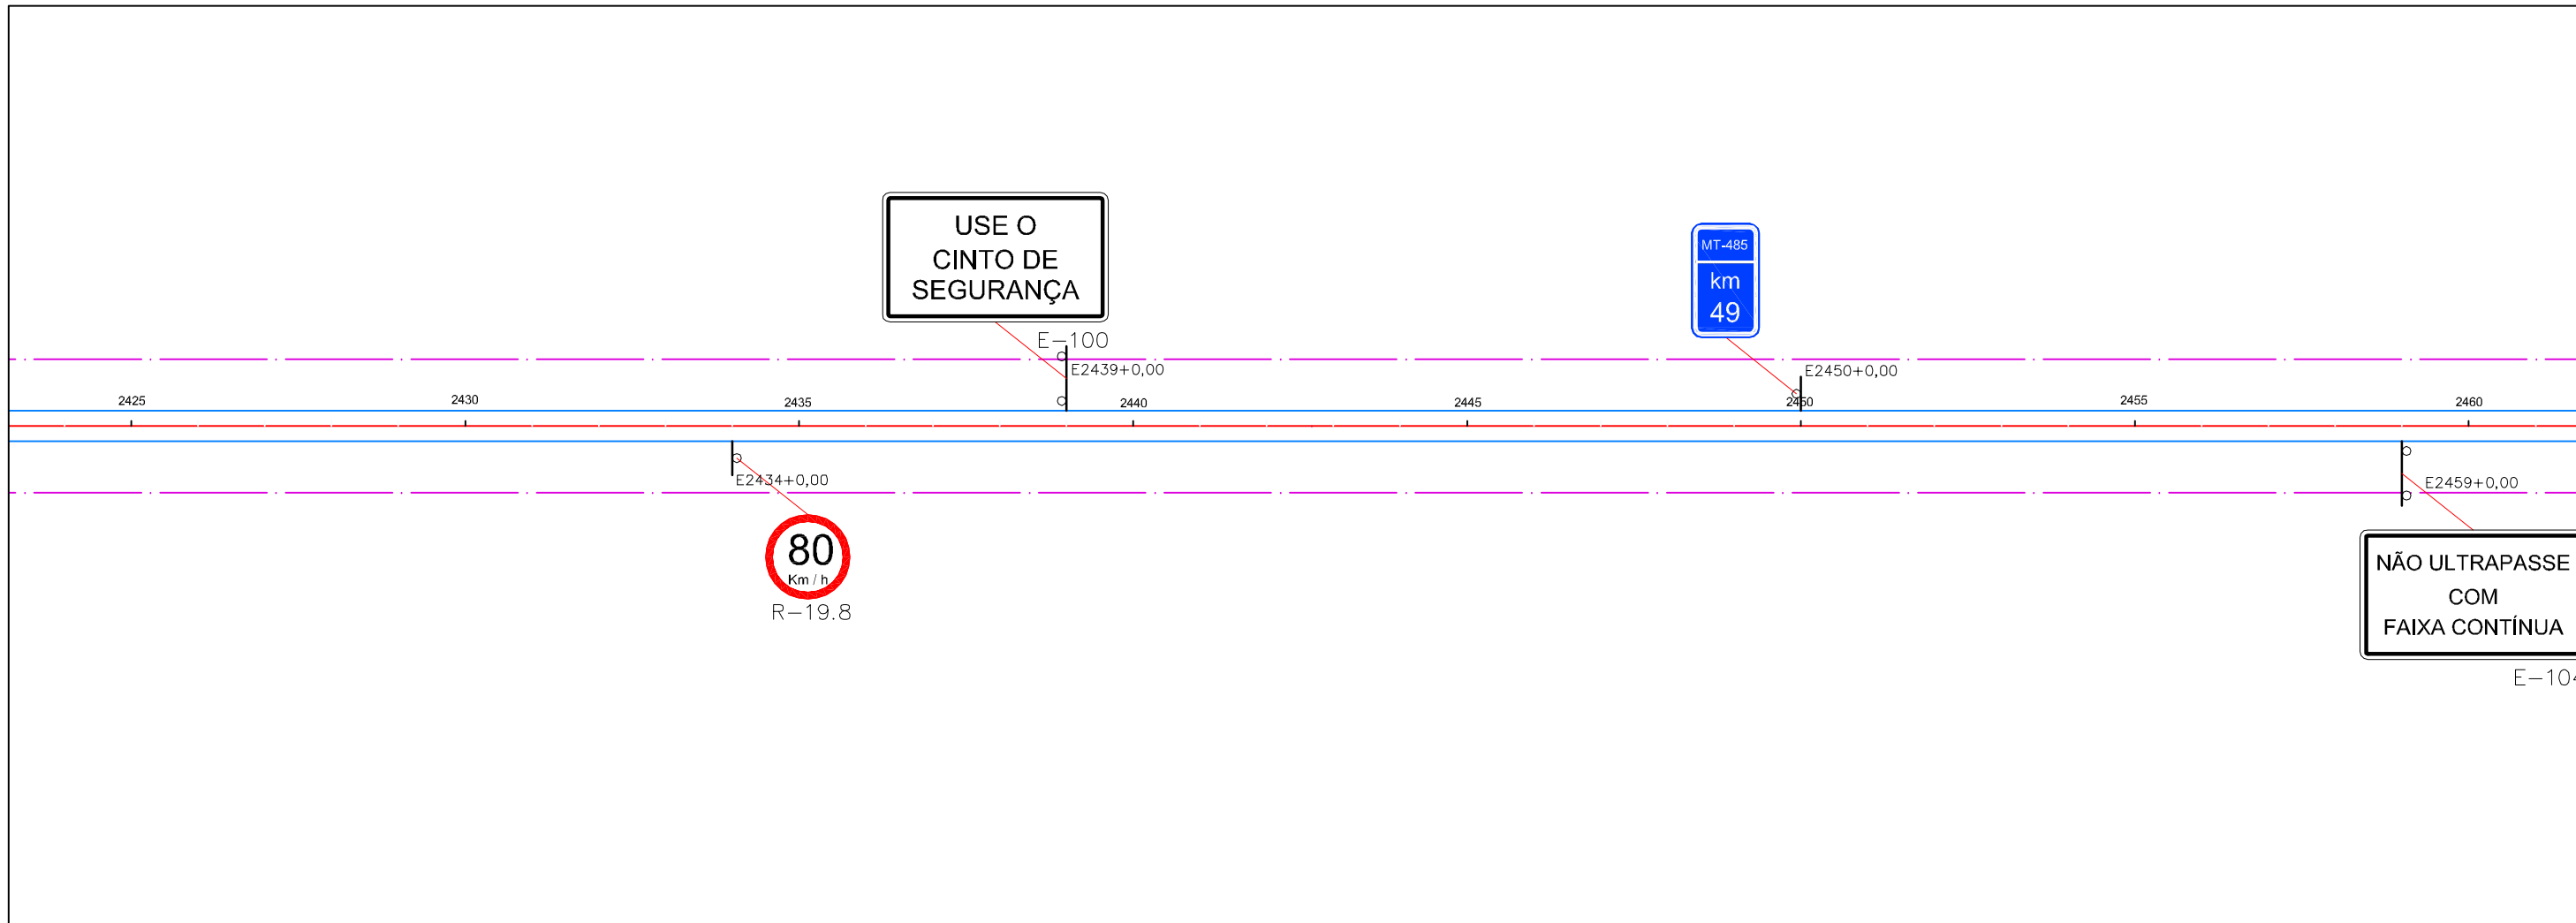 USE O
CINTO DE
SEGURANÇA
E-100
E2439+0,00
MT-485
km
49
E2450+0,00
2425
2430
2435
2440
2445
2450
2455
2460
E2434+0,00
80
Km / h
R-19.8
E2459+0,00
NÃO ULTRAPASSE
COM
FAIXA CONTÍNUA
E-104